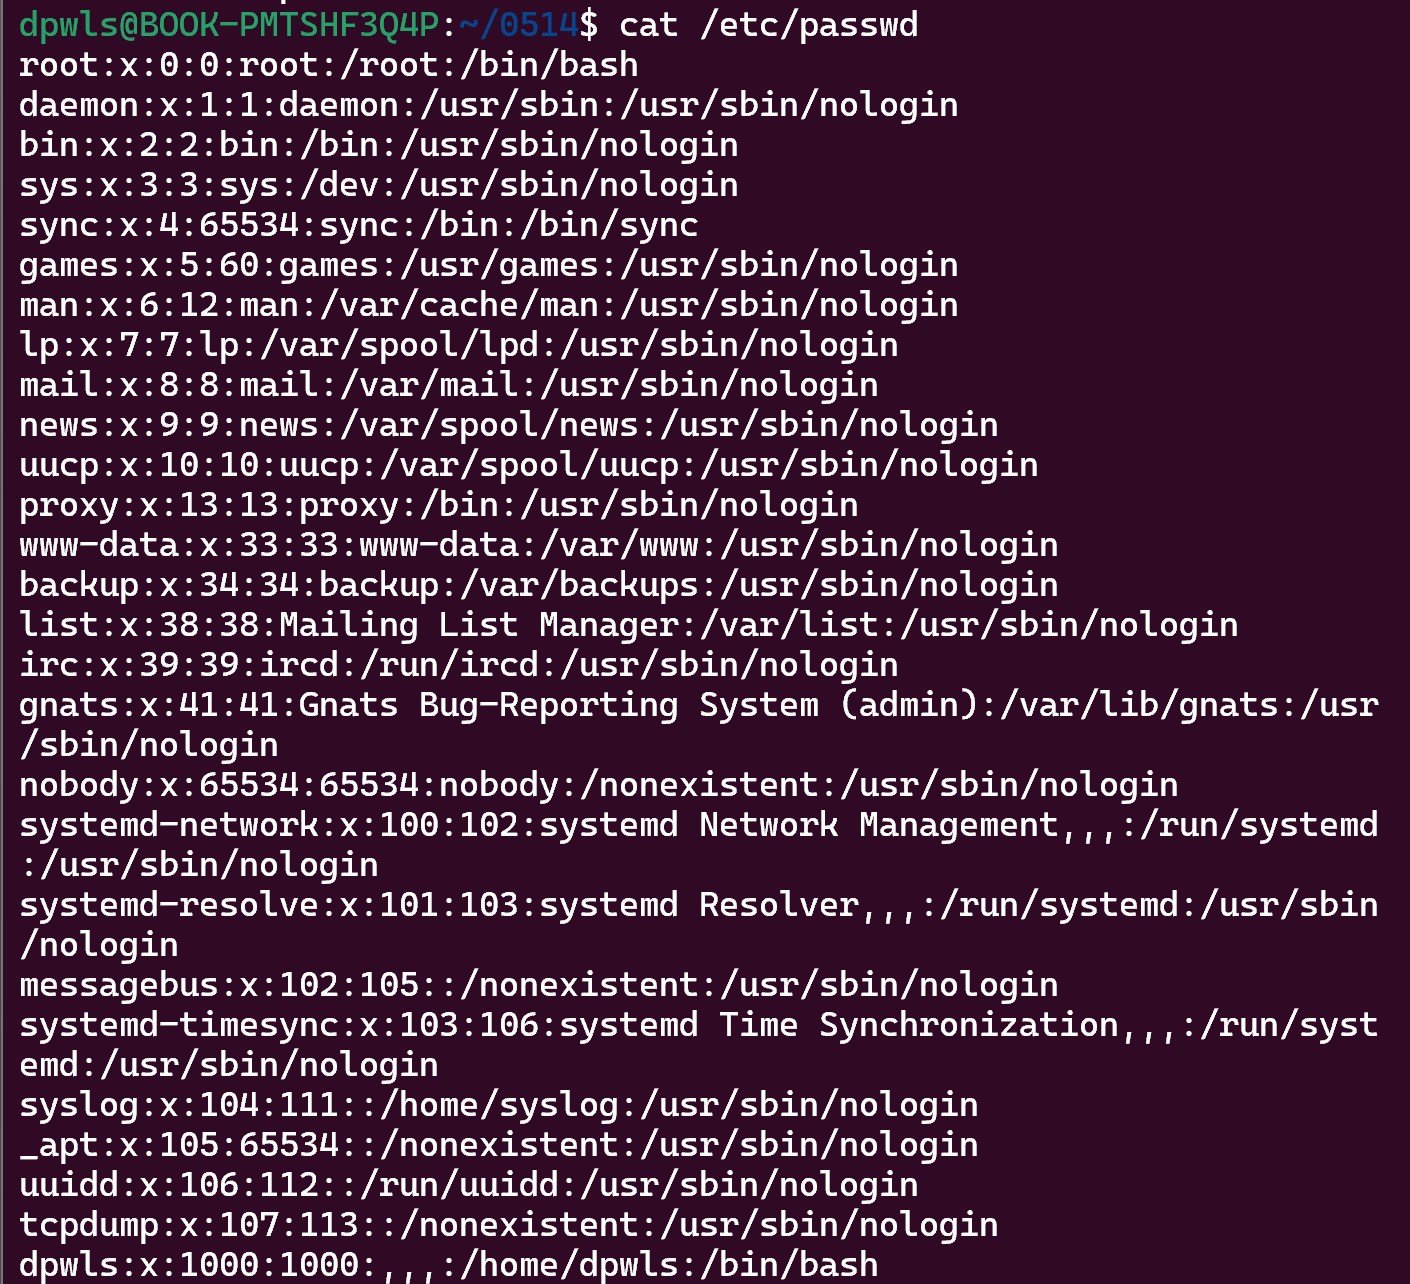 dpwls@BOOK-PMTSHF3Q4P:~/0514$ cat /etc/passwd
root:x:0:0:root:/root:/bin/bash
daemon:x:1:1:daemon:/usr/sbin:/usr/sbin/nologin
bin:x:2:2:bin:/bin:/usr/sbin/nologin
sys:x:3:3:sys:/dev:/usr/sbin/nologin
sync:x:4:65534:sync:/bin:/bin/sync
games:x:5:60:games:/usr/games:/usr/sbin/nologin
man:x:6:12:man:/var/cache/man:/usr/sbin/nologin
lp:x:7:7:lp:/var/spool/lpd:/usr/sbin/nologin
mail:x:8:8:mail:/var/mail:/usr/sbin/nologin
news:x:9:9:news:/var/spool/news:/usr/sbin/nologin
uucp:x:10:10:uucp:/var/spool/uucp:/usr/sbin/nologin
proxy:x:13:13:proxy:/bin:/usr/sbin/nologin
www-data:x:33:33:www-data:/var/www:/usr/sbin/nologin
backup:x:34:34:backup:/var/backups:/usr/sbin/nologin
list:x:38:38:Mailing List Manager:/var/list:/usr/sbin/nologin
irc:x:39:39:ircd:/run/ircd:/usr/sbin/nologin
gnats:x:41:41:Gnats Bug-Reporting System (admin):/var/lib/gnats:/usr
/sbin/nologin
nobody:x:65534:65534:nobody:/nonexistent:/usr/sbin/nologin
systemd-network:x:100:102:systemd Network Management,,,:/run/systemd
:/usr/sbin/nologin
systemd-resolve:x:101:103:systemd Resolver,,,:/run/systemd:/usr/sbin
/nologin
messagebus:x:102:105::/nonexistent:/usr/sbin/nologin
systemd-timesync:x:103:106:systemd Time Synchronization,,,:/run/syst
emd:/usr/sbin/nologin
syslog:x:104:111::/home/syslog:/usr/sbin/nologin
_apt:x:105:65534::/nonexistent:/usr/sbin/nologin
uuidd:x:106:112::/run/uuidd:/usr/sbin/nologin
tcpdump:x:107:113::/nonexistent:/usr/sbin/nologin
dpwls:x:1000:1000:,,,:/home/dpwls:/bin/bash